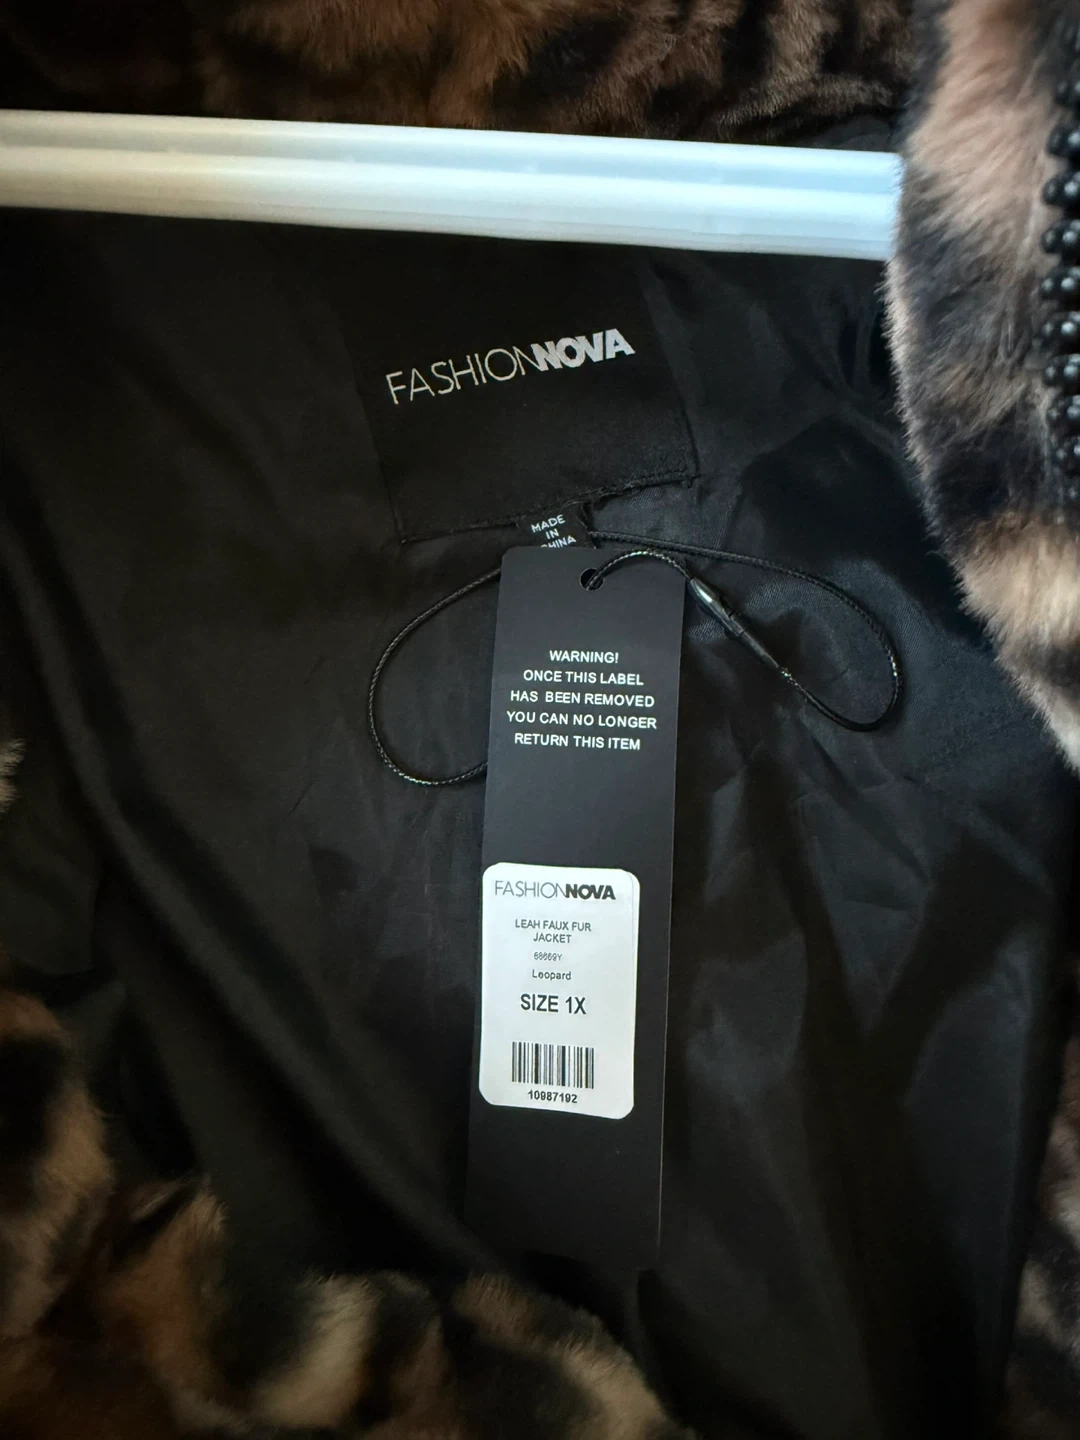 FASHIONNOVA
MADE
IN
CHINA
WARNING!
ONCE THIS LABEL
HAS BEEN REMOVED
YOU CAN NO LONGER
RETURN THIS ITEM
FASHIONNOVA
LEAH FAUX FUR
JACKET
Leopard
SIZE 1X
10987192